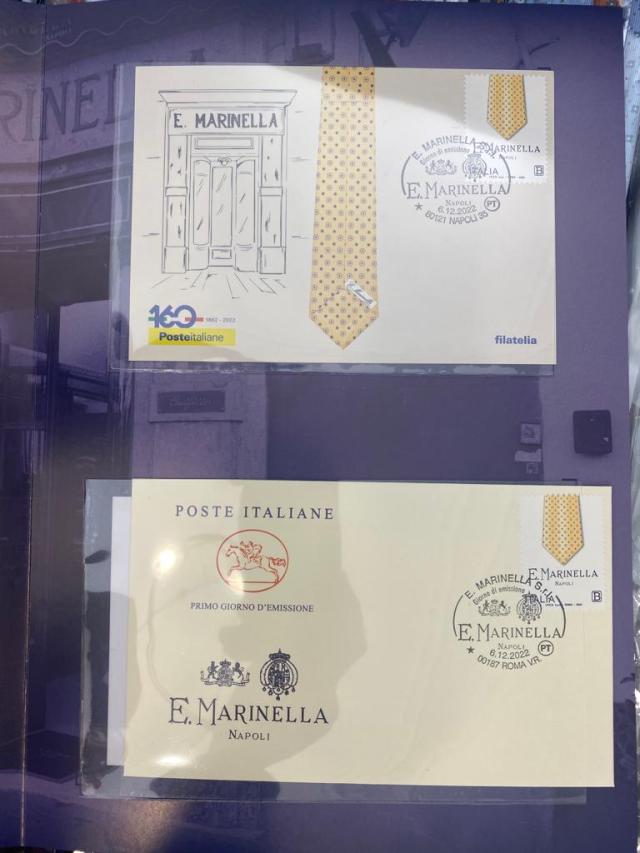 RINEL
E. MARINELLA
E. MARINELLA S.r.l.
Giorno di emissione
E. MARINELLA
NAPOLI
6.12.2022
PT
80121 NAPOLI 35
E. MARINELLA
NAPOLI
ITALIA
B
160 1862 - 2022
Posteitaliane
filatelia
POSTE ITALIANE
PRIMO GIORNO D'EMISSIONE
E. MARINELLA
NAPOLI
E. MARINELLA
NAPOLI
ITALIA
B
E. MARINELLA S.r.l.
Giorno di emissione
E. MARINELLA
NAPOLI
6.12.2022
PT
00187 ROMA V.R.